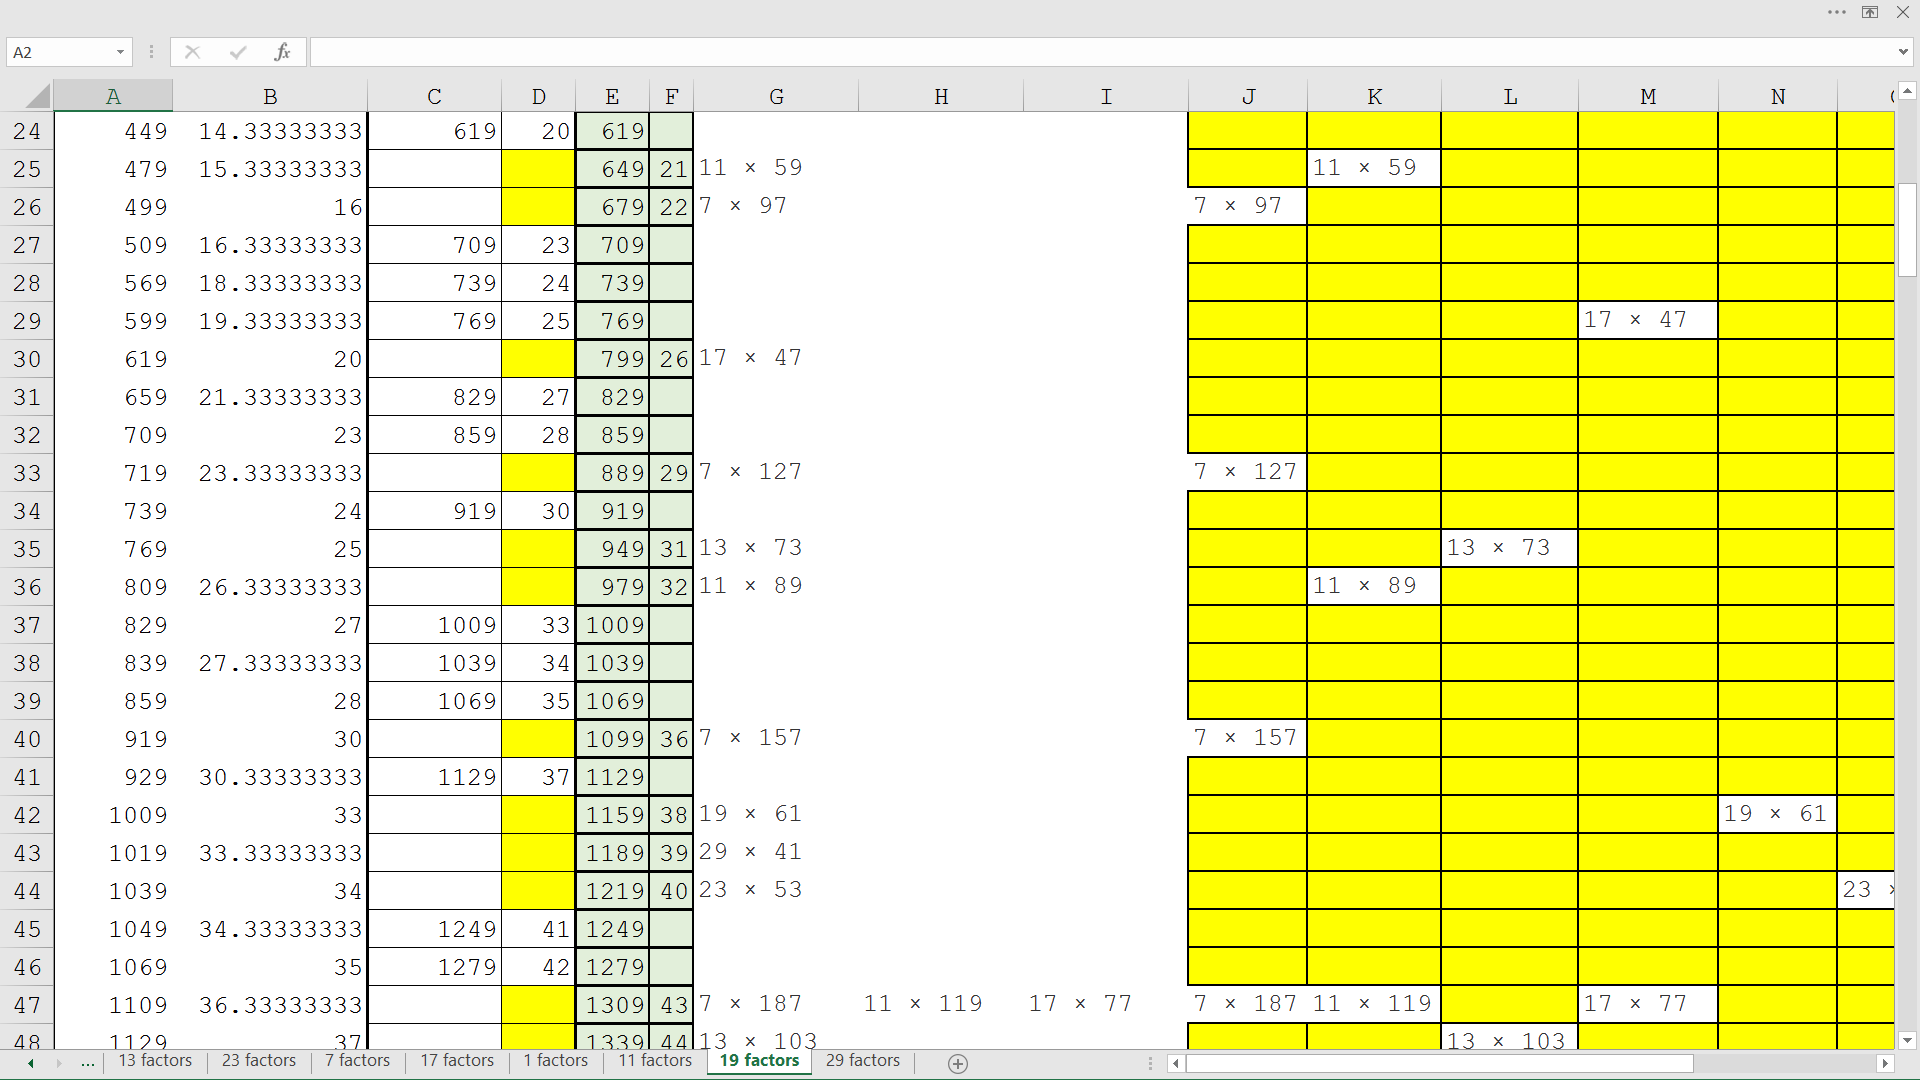 A2
fx
A B C D E F G H I J K L M N
24 449 14.33333333 619 20 619
25 479 15.33333333 649 21 11 × 59 11 × 59
26 499 16 679 22 7 × 97 7 × 97
27 509 16.33333333 709 23 709
28 569 18.33333333 739 24 739
29 599 19.33333333 769 25 769 17 × 47
30 619 20 799 26 17 × 47
31 659 21.33333333 829 27 829
32 709 23 859 28 859
33 719 23.33333333 889 29 7 × 127 7 × 127
34 739 24 919 30 919
35 769 25 949 31 13 × 73 13 × 73
36 809 26.33333333 979 32 11 × 89 11 × 89
37 829 27 1009 33 1009
38 839 27.33333333 1039 34 1039
39 859 28 1069 35 1069
40 919 30 1099 36 7 × 157 7 × 157
41 929 30.33333333 1129 37 1129
42 1009 33 1159 38 19 × 61 19 × 61
43 1019 33.33333333 1189 39 29 × 41
44 1039 34 1219 40 23 × 53 23 ×
45 1049 34.33333333 1249 41 1249
46 1069 35 1279 42 1279
47 1109 36.33333333 1309 43 7 × 187 11 × 119 17 × 77 7 × 187 11 × 119 17 × 77
48 1129 37 1339 44 13 × 103 13 × 103
... 13 factors 23 factors 7 factors 17 factors 1 factors 11 factors 19 factors 29 factors